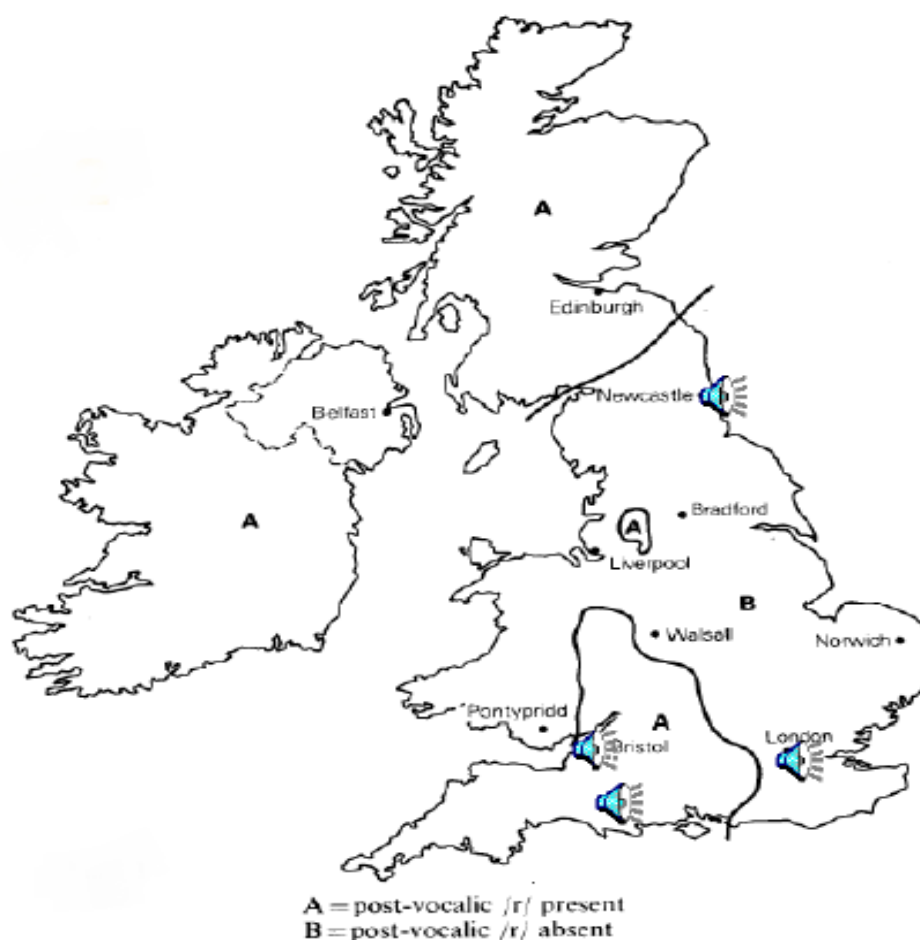 A
Edinburgh
Newcastle
Belfast
A
A
Bradford
Liverpool
B
Walsall
Norwich
Pontypridd
A
London
Bristol
A = post-vocalic /r/ present
B = post-vocalic /r/ absent